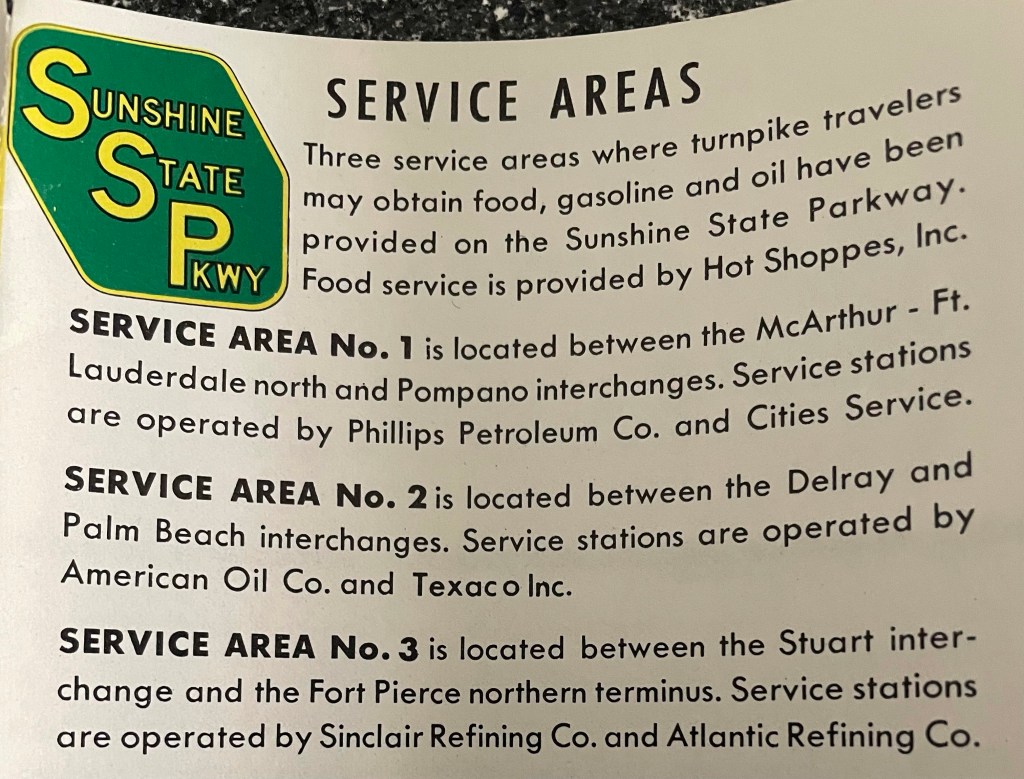 SUNSHINE
STATE
PKWY
SERVICE AREAS
Three service areas where turnpike travelers
may obtain food, gasoline and oil have been
provided on the Sunshine State Parkway.
Food service is provided by Hot Shoppes, Inc.
SERVICE AREA No. 1 is located between the McArthur - Ft.
Lauderdale north and Pompano interchanges. Service stations
are operated by Phillips Petroleum Co. and Cities Service.
SERVICE AREA No. 2 is located between the Delray and
Palm Beach interchanges. Service stations are operated by
American Oil Co. and Texaco Inc.
SERVICE AREA No. 3 is located between the Stuart inter-
change and the Fort Pierce northern terminus. Service stations
are operated by Sinclair Refining Co. and Atlantic Refining Co.